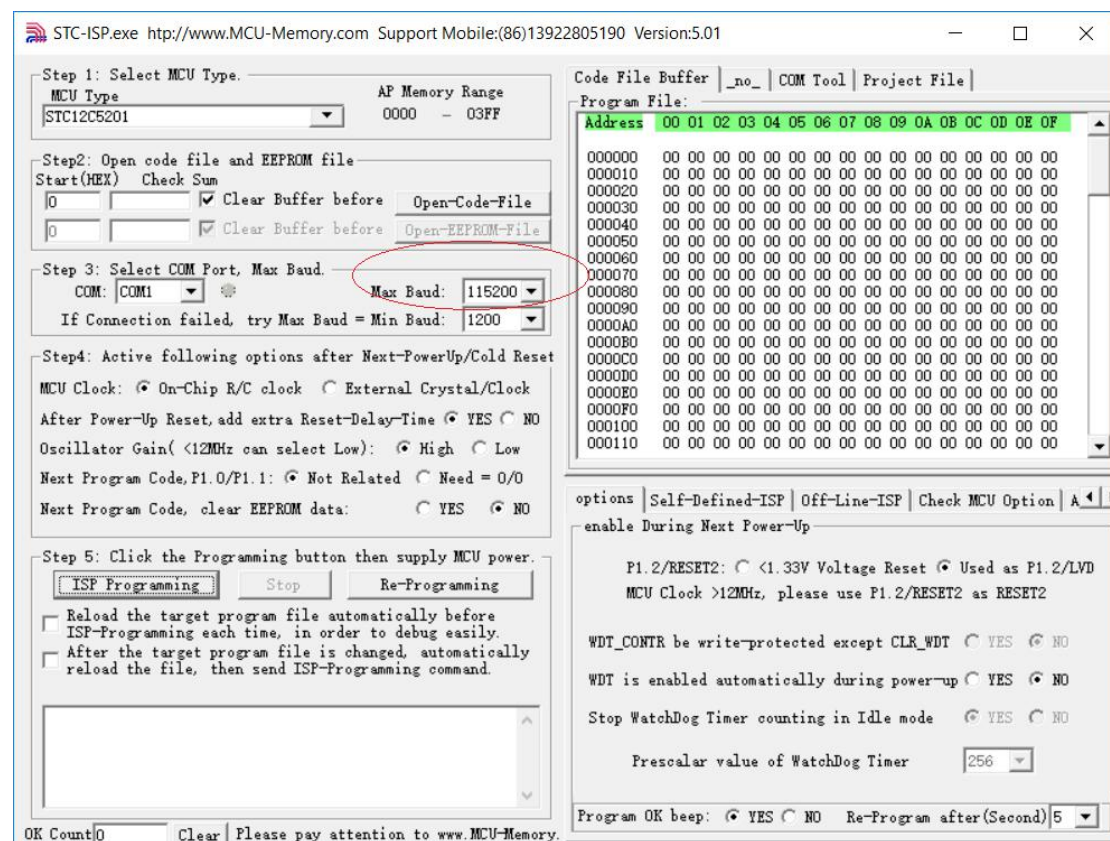 STC-ISP.exe htp://www.MCU-Memory.com Support Mobile:(86)13922805190 Version:5.01
Step 1: Select MCU Type.
MCU Type
AP Memory Range
STC12C5201
0000 - 03FF
Step2: Open code file and EEPROM file
Start(HEX) Check Sum
0
Clear Buffer before
Open-Code-File
0
Clear Buffer before
Open-EEPROM-File
Step 3: Select COM Port, Max Baud.
COM: COM1
Max Baud: 115200
If Connection failed, try Max Baud = Min Baud: 1200
Step4: Active following options after Next-PowerUp/Cold Reset
MCU Clock: On-Chip R/C clock External Crystal/Clock
After Power-Up Reset, add extra Reset-Delay-Time YES NO
Oscillator Gain( <12MHz can select Low): High Low
Next Program Code,P1.0/P1.1: Not Related Need = 0/0
Next Program Code, clear EEPROM data: YES NO
Step 5: Click the Programming button then supply MCU power.
ISP Programming
Stop
Re-Programming
Reload the target program file automatically before
ISP-Programming each time, in order to debug easily.
After the target program file is changed, automatically
reload the file, then send ISP-Programming command.
OK Count 0
Clear
Please pay attention to www.MCU-Memory.
Code File Buffer _no_ COM Tool Project File
Program File:
Address 00 01 02 03 04 05 06 07 08 09 0A 0B 0C 0D 0E 0F
000000 00 00 00 00 00 00 00 00 00 00 00 00 00 00 00 00
000010 00 00 00 00 00 00 00 00 00 00 00 00 00 00 00 00
000020 00 00 00 00 00 00 00 00 00 00 00 00 00 00 00 00
000030 00 00 00 00 00 00 00 00 00 00 00 00 00 00 00 00
000040 00 00 00 00 00 00 00 00 00 00 00 00 00 00 00 00
000050 00 00 00 00 00 00 00 00 00 00 00 00 00 00 00 00
000060 00 00 00 00 00 00 00 00 00 00 00 00 00 00 00 00
000070 00 00 00 00 00 00 00 00 00 00 00 00 00 00 00 00
000080 00 00 00 00 00 00 00 00 00 00 00 00 00 00 00 00
000090 00 00 00 00 00 00 00 00 00 00 00 00 00 00 00 00
0000A0 00 00 00 00 00 00 00 00 00 00 00 00 00 00 00 00
0000B0 00 00 00 00 00 00 00 00 00 00 00 00 00 00 00 00
0000C0 00 00 00 00 00 00 00 00 00 00 00 00 00 00 00 00
0000D0 00 00 00 00 00 00 00 00 00 00 00 00 00 00 00 00
0000E0 00 00 00 00 00 00 00 00 00 00 00 00 00 00 00 00
0000F0 00 00 00 00 00 00 00 00 00 00 00 00 00 00 00 00
000100 00 00 00 00 00 00 00 00 00 00 00 00 00 00 00 00
000110 00 00 00 00 00 00 00 00 00 00 00 00 00 00 00 00
options Self-Defined-ISP Off-Line-ISP Check MCU Option A
enable During Next Power-Up
P1.2/RESET2: <1.33V Voltage Reset Used as P1.2/LVD
MCU Clock >12MHz, please use P1.2/RESET2 as RESET2
WDT_CONTR be write-protected except CLR_WDT YES NO
WDT is enabled automatically during power-up YES NO
Stop WatchDog Timer counting in Idle mode YES NO
Prescalar value of WatchDog Timer 256
Program OK beep: YES NO Re-Program after(Second) 5